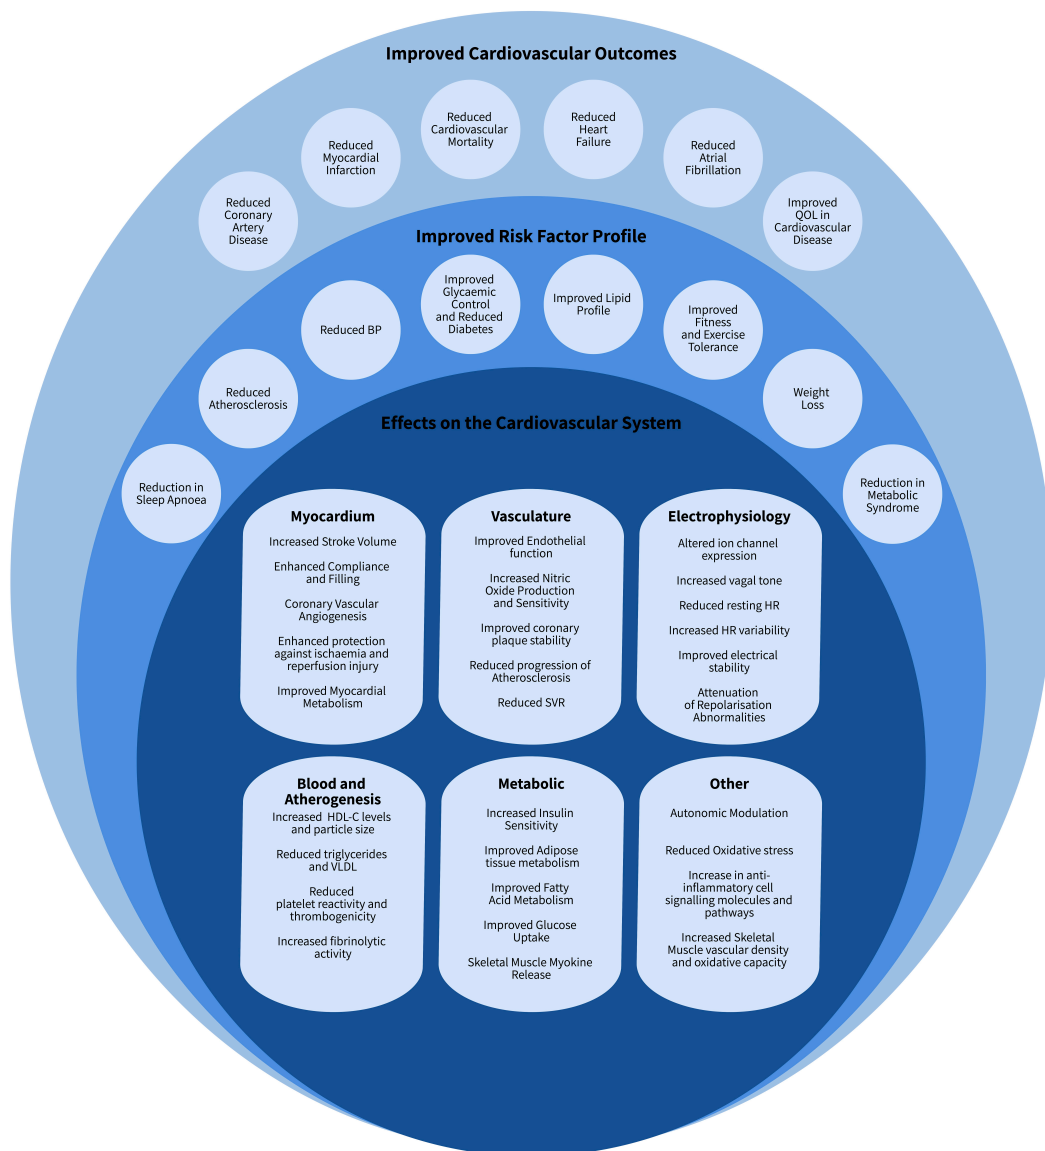 Improved Cardiovascular Outcomes
Reduced
Coronary
Artery
Disease
Reduced
Myocardial
Infarction
Reduced
Cardiovascular
Mortality
Reduced
Heart
Failure
Reduced
Atrial
Fibrillation
Improved
QOL in
Cardiovascular
Disease
Improved Risk Factor Profile
Reduction in
Sleep Apnoea
Reduced
Atherosclerosis
Reduced BP
Improved
Glycaemic
Control
and Reduced
Diabetes
Improved Lipid
Profile
Improved
Fitness
and Exercise
Tolerance
Weight
Loss
Reduction in
Metabolic
Syndrome
Effects on the Cardiovascular System
Myocardium
Increased Stroke Volume
Enhanced Compliance
and Filling
Coronary Vascular
Angiogenesis
Enhanced protection
against ischaemia and
reperfusion injury
Improved Myocardial
Metabolism
Vasculature
Improved Endothelial
function
Increased Nitric
Oxide Production
and Sensitivity
Improved coronary
plaque stability
Reduced progression of
Atherosclerosis
Reduced SVR
Electrophysiology
Altered ion channel
expression
Increased vagal tone
Reduced resting HR
Increased HR variability
Improved electrical
stability
Attenuation
of Repolarisation
Abnormalities
Blood and
Atherogenesis
Increased HDL-C levels
and particle size
Reduced triglycerides
and VLDL
Reduced
platelet reactivity and
thrombogenicity
Increased fibrinolytic
activity
Metabolic
Increased Insulin
Sensitivity
Improved Adipose
tissue metabolism
Improved Fatty
Acid Metabolism
Improved Glucose
Uptake
Skeletal Muscle Myokine
Release
Other
Autonomic Modulation
Reduced Oxidative stress
Increase in anti-
inflammatory cell
signalling molecules and
pathways
Increased Skeletal
Muscle vascular density
and oxidative capacity